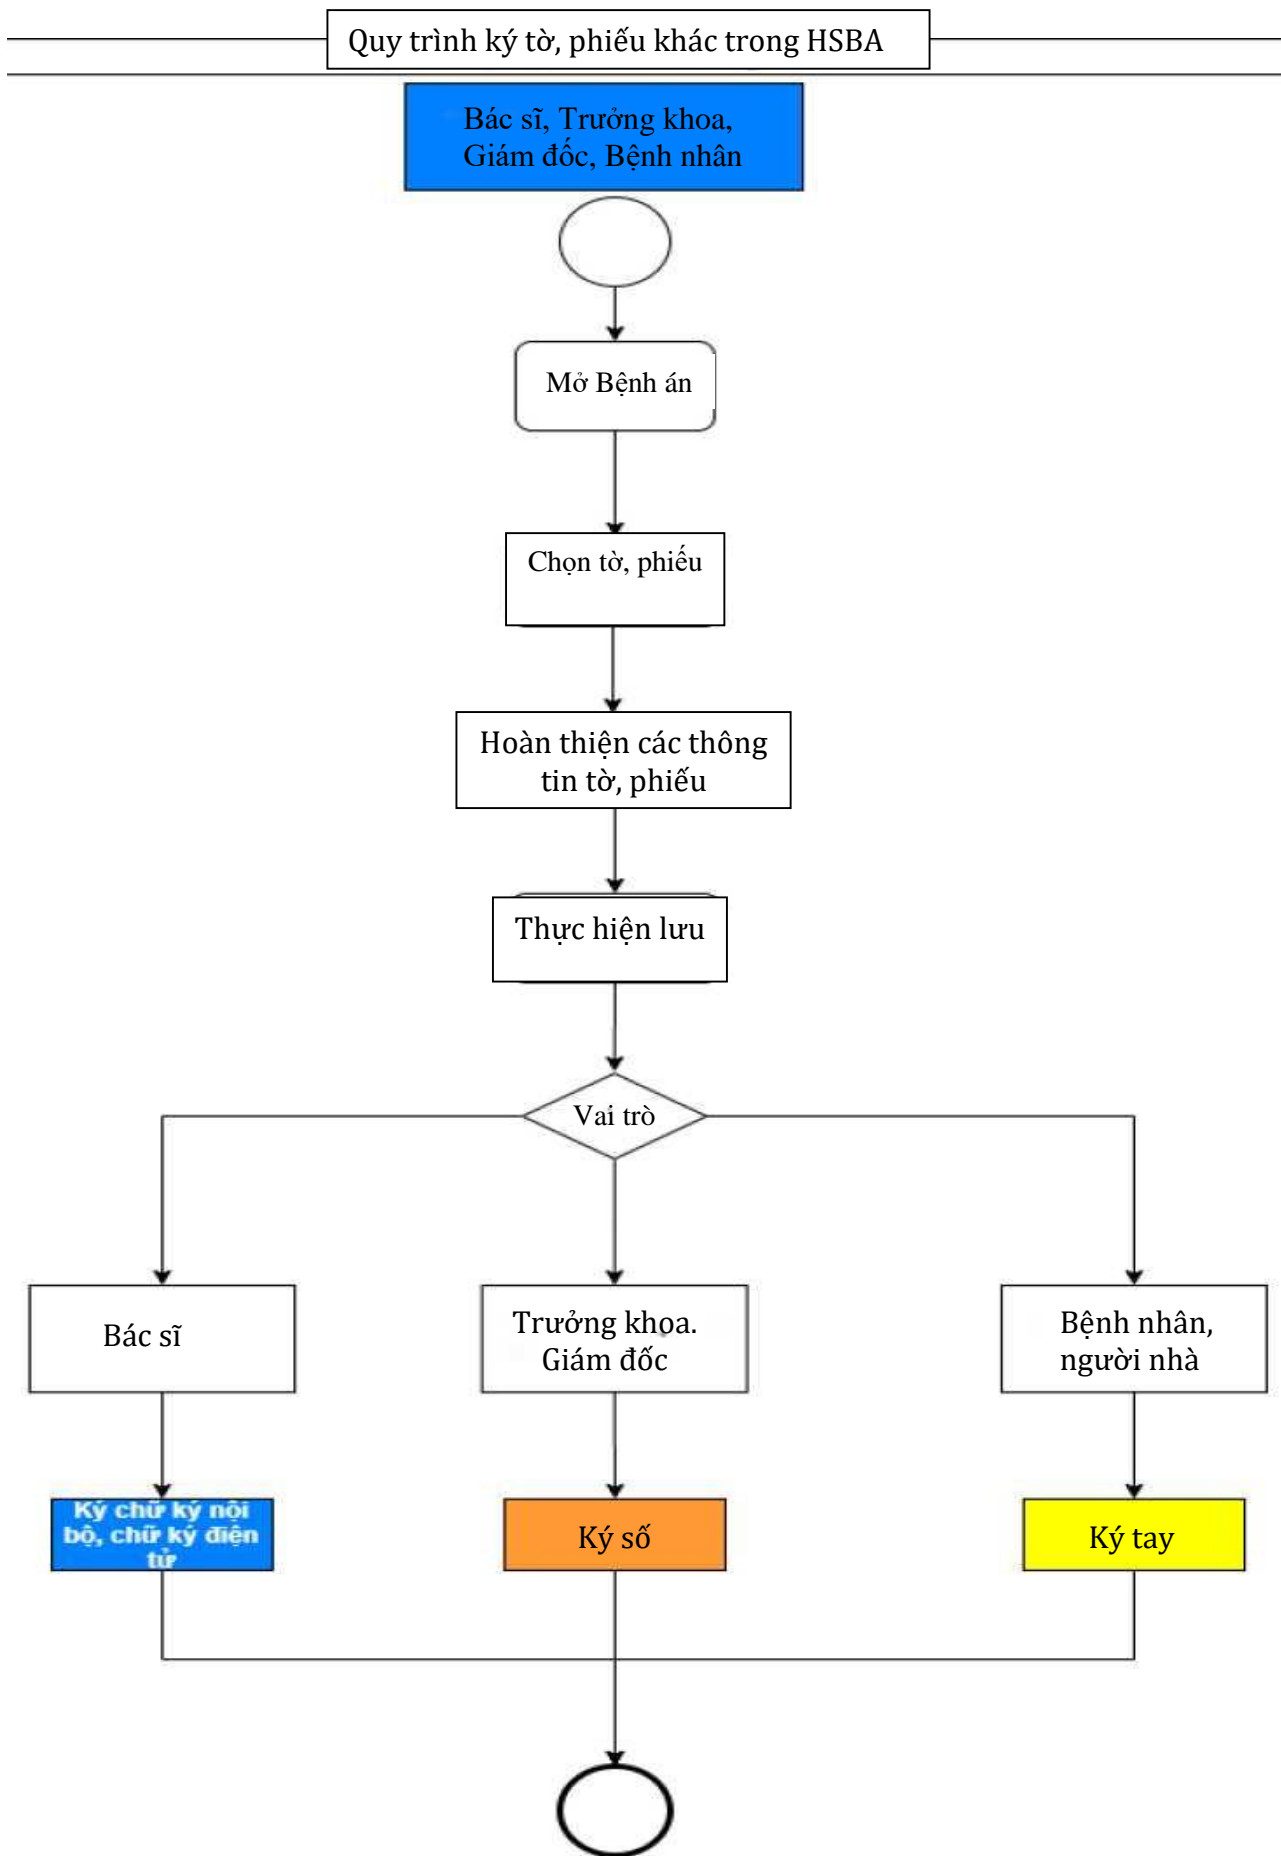 Quy trình ký tờ, phiếu khác trong HSBA
Bác sĩ, Trưởng khoa,
Giám đốc, Bệnh nhân
Mở Bệnh án
Chọn tờ, phiếu
Hoàn thiện các thông
tin tờ, phiếu
Thực hiện lưu
Vai trò
Bác sĩ
Trưởng khoa.
Giám đốc
Bệnh nhân,
người nhà
Ký chữ ký nội
bộ, chữ ký điện
tử
Ký số
Ký tay